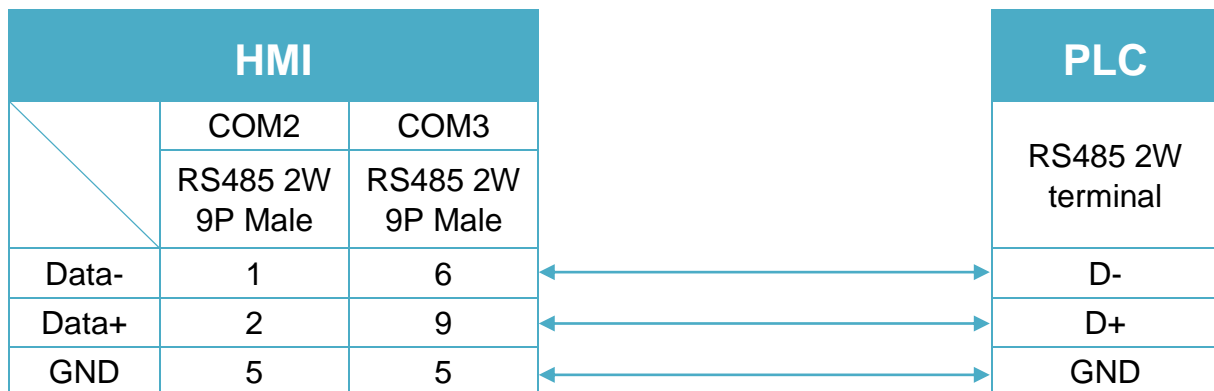 HMI PLC
COM2 COM3
RS485 2W
9P Male
RS485 2W
9P Male
RS485 2W
terminal
Data- 1 6 D-
Data+ 2 9 D+
GND 5 5 GND